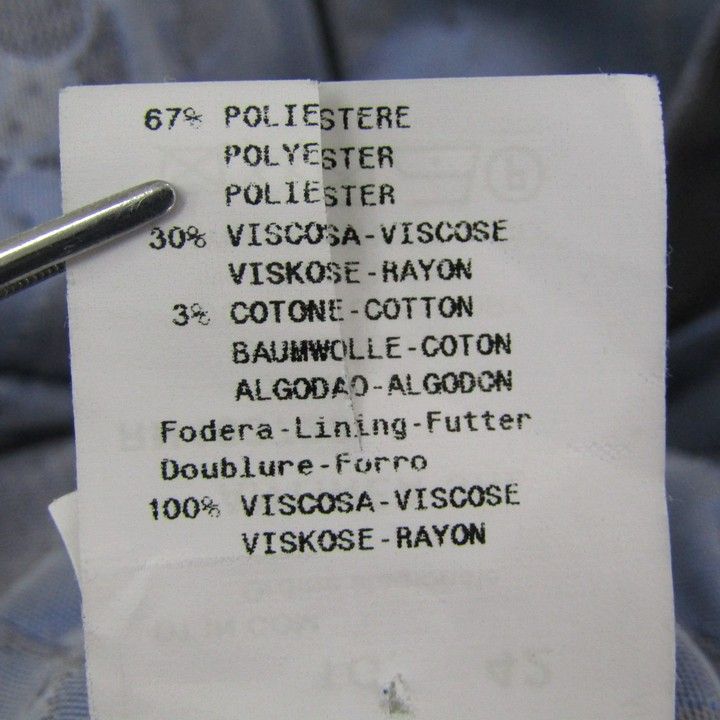 67% POLIESTERE
POLYESTER
POLIESTER
30% VISCOSA-VISCOSE
VISKOSE-RAYON
3% COTONE-COTTON
BAUMWOLLE-COTON
ALGODAO-ALGODON
Fodera-Lining-Futter
Doublure-Forro
100% VISCOSA-VISCOSE
VISKOSE-RAYON